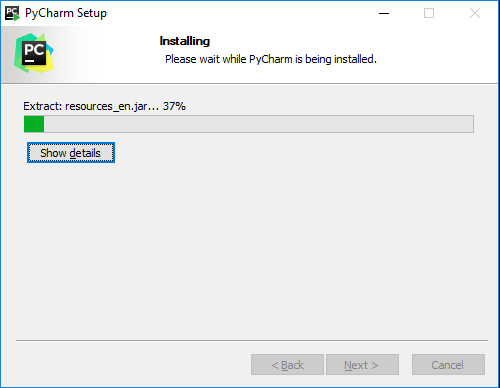 PC PyCharm Setup
PC
Installing
Please wait while PyCharm is being installed.
Extract: resources_en.jar... 37%
Show details
< Back Next > Cancel